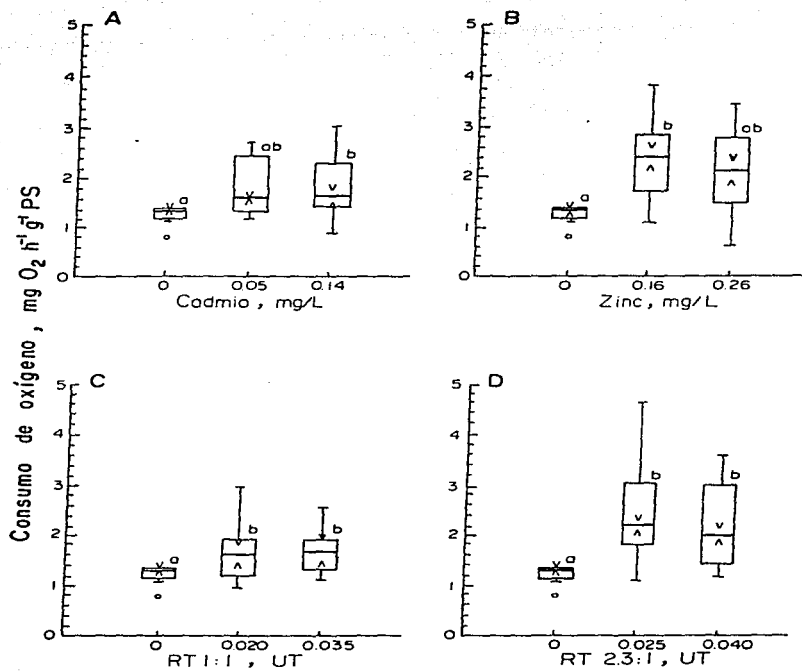 A
5
4
3
2
1
0
a
ab
b
0 0.05 0.14
Cadmio, mg/L
B
5
4
3
2
1
0
a
b
ab
0 0.16 0.26
Zinc, mg/L
Consumo de oxígeno, mg O₂ h⁻¹ g⁻¹ PS
C
5
4
3
2
1
0
a
b
b
0 0.020 0.035
RT 1:1, UT
D
5
4
3
2
1
0
a
b
b
0 0.025 0.040
RT 2.3:1, UT